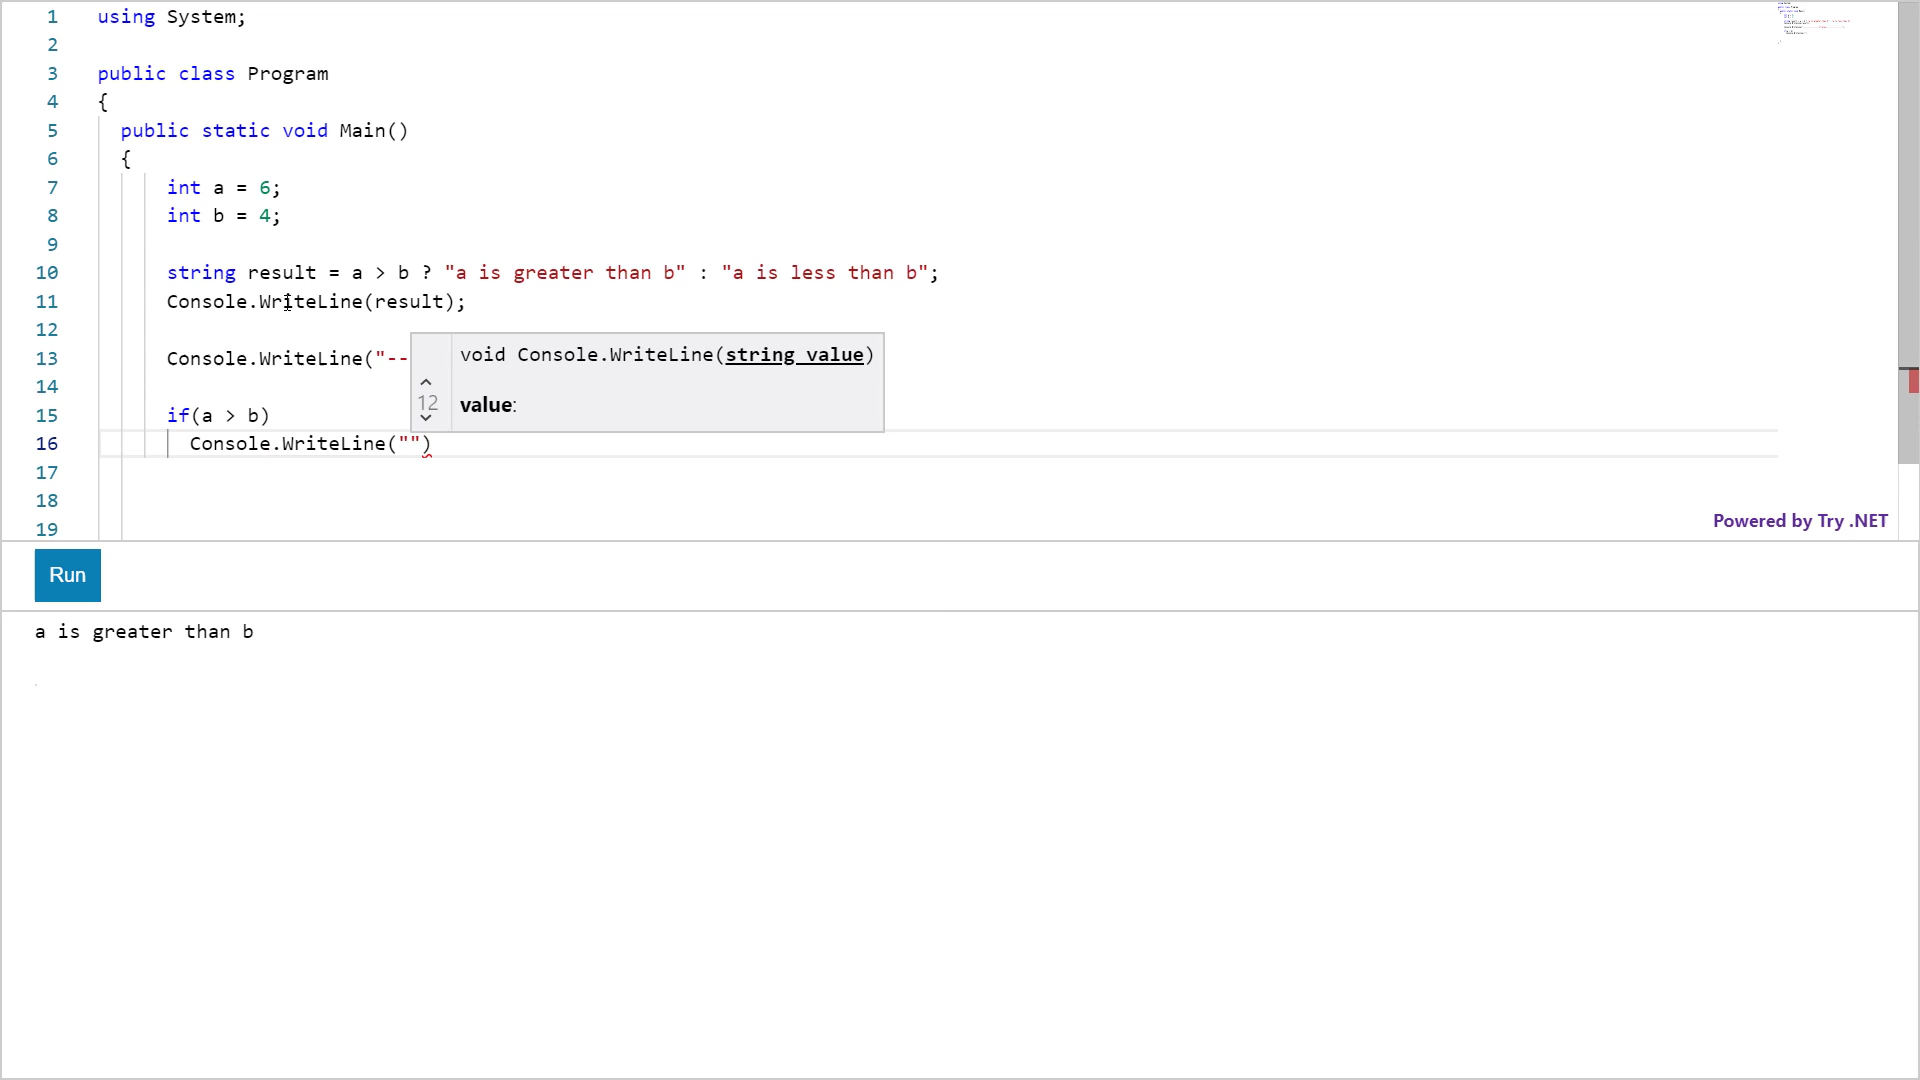 1 using System;
2
3 public class Program
4 {
5 public static void Main()
6 {
7 int a = 6;
8 int b = 4;
9
10 string result = a > b ? "a is greater than b" : "a is less than b";
11 Console.WriteLine(result);
12
13 Console.WriteLine("--
void Console.WriteLine(string value)
12
value:
14
15 if(a > b)
16 Console.WriteLine("")
17
18
19
Powered by Try .NET
Run
a is greater than b